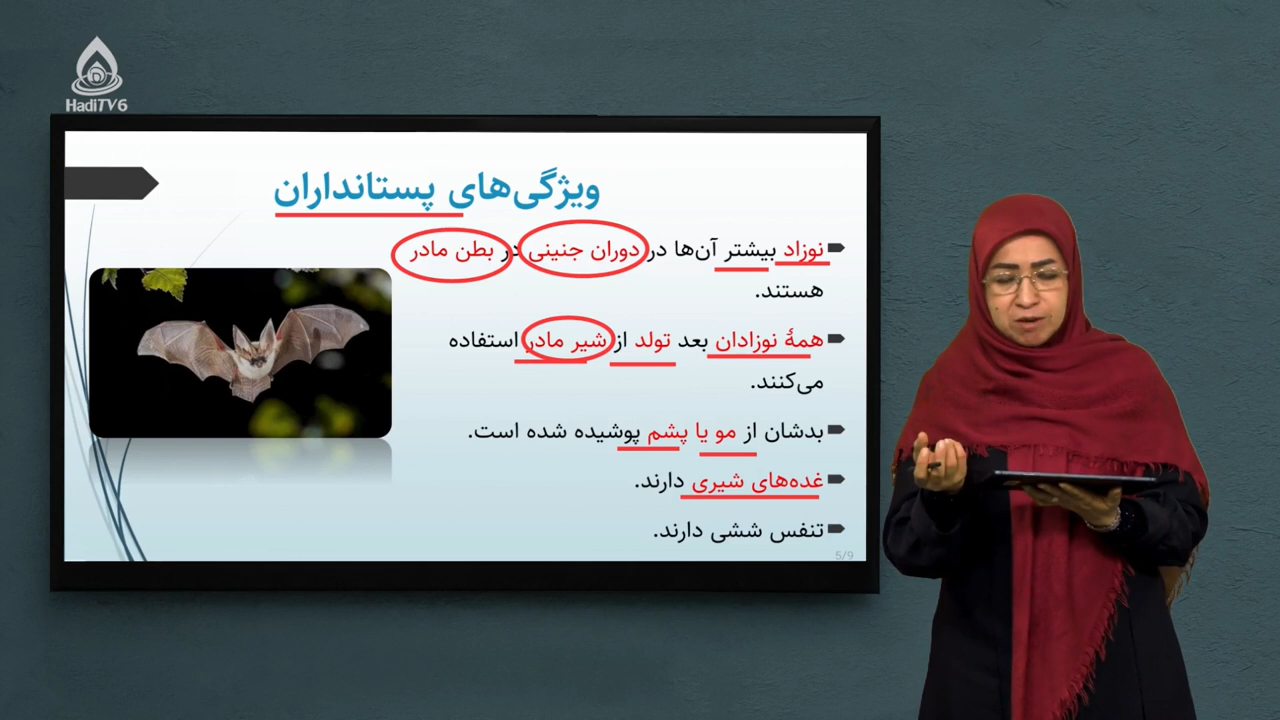 HadiTV6
ویژگی‌های پستانداران
نوزاد بیشتر آن‌ها در دوران جنینی در بطن مادر
هستند.
همهٔ نوزادان بعد تولد از شیر مادر استفاده
می‌کنند.
بدشان از مو یا پشم پوشیده شده است.
غده‌های شیری دارند.
تنفس ششی دارند.
5/9